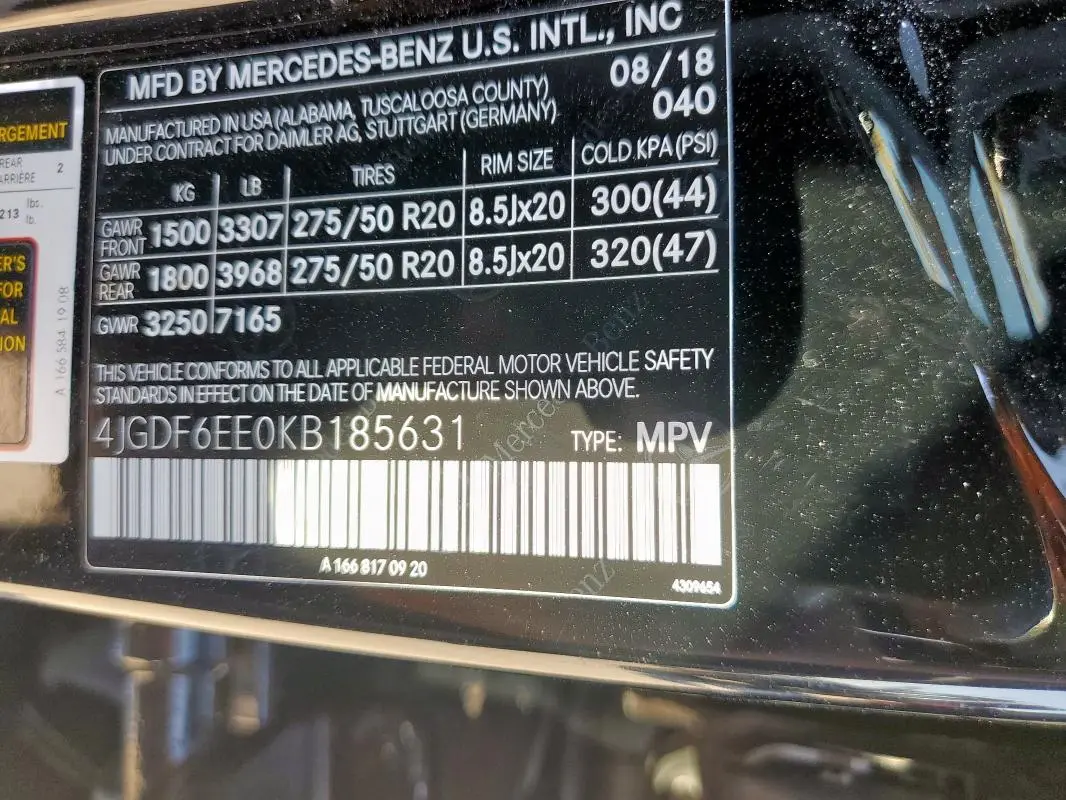 MFD BY MERCEDES-BENZ U.S. INTL., INC
08/18
MANUFACTURED IN USA (ALABAMA, TUSCALOOSA COUNTY)
040
UNDER CONTRACT FOR DAIMLER AG, STUTTGART (GERMANY)
KG LB TIRES RIM SIZE COLD KPA (PSI)
GAWR FRONT 1500 3307 275/50 R20 8.5Jx20 300(44)
GAWR REAR 1800 3968 275/50 R20 8.5Jx20 320(47)
GVWR 3250 7165
THIS VEHICLE CONFORMS TO ALL APPLICABLE FEDERAL MOTOR VEHICLE SAFETY
STANDARDS IN EFFECT ON THE DATE OF MANUFACTURE SHOWN ABOVE.
4JGDF6EE0KB185631 TYPE: MPV
A 166 817 09 20
4309654
REAR 2
213 lbs.
lb.
A 166 584 19 08